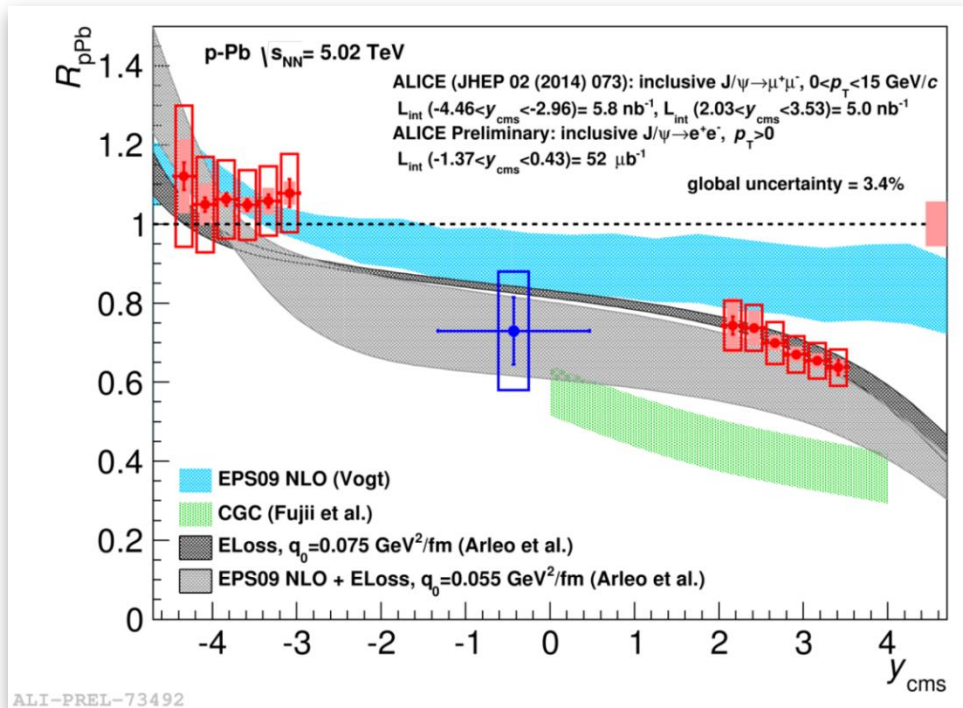 p-Pb \s_NN= 5.02 TeV
ALICE (JHEP 02 (2014) 073): inclusive J/ψ→μ⁺μ⁻, 0<p_T<15 GeV/c
L_int (-4.46<y_cms<-2.96)= 5.8 nb⁻¹, L_int (2.03<y_cms<3.53)= 5.0 nb⁻¹
ALICE Preliminary: inclusive J/ψ→e⁺e⁻, p_T>0
L_int (-1.37<y_cms<0.43)= 52 μb⁻¹
global uncertainty = 3.4%
R_pPb
1.4
1.2
1
0.8
0.6
0.4
0.2
0
EPS09 NLO (Vogt)
CGC (Fujii et al.)
ELoss, q₀=0.075 GeV²/fm (Arleo et al.)
EPS09 NLO + ELoss, q₀=0.055 GeV²/fm (Arleo et al.)
-4 -3 -2 -1 0 1 2 3 4
y_cms
ALI-PREL-73492